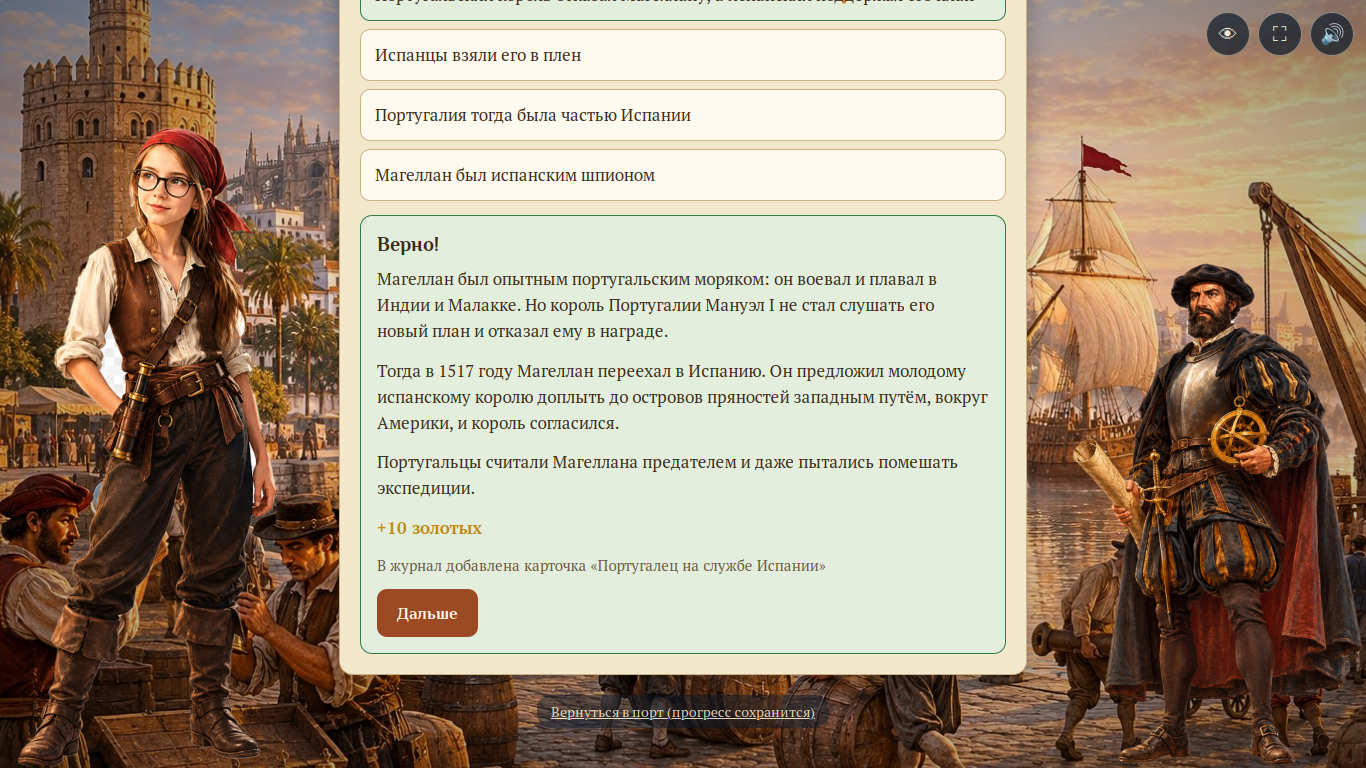 Испанцы взяли его в плен
Португалия тогда была частью Испании
Магеллан был испанским шпионом
Верно!
Магеллан был опытным португальским моряком: он воевал и плавал в
Индии и Малакке. Но король Португалии Мануэл I не стал слушать его
новый план и отказал ему в награде.
Тогда в 1517 году Магеллан переехал в Испанию. Он предложил молодому
испанскому королю доплыть до островов пряностей западным путём, вокруг
Америки, и король согласился.
Португальцы считали Магеллана предателем и даже пытались помешать
экспедиции.
+10 золотых
В журнал добавлена карточка «Португалец на службе Испании»
Дальше
Вернуться в порт (прогресс сохранится)